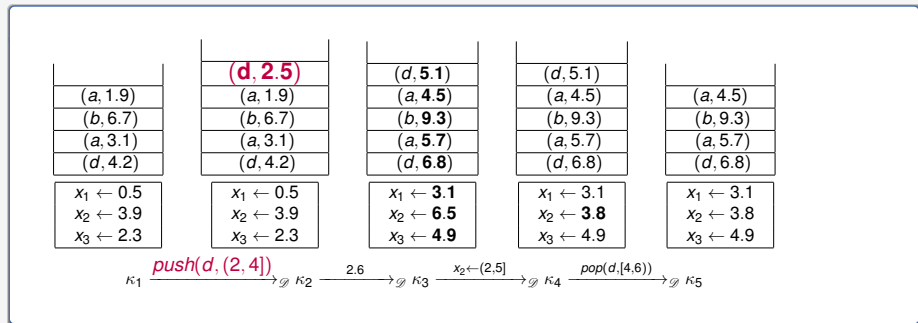 (d, 2.5) (d, 5.1) (d, 5.1)
(a, 1.9) (a, 1.9) (a, 4.5) (a, 4.5) (a, 4.5)
(b, 6.7) (b, 6.7) (b, 9.3) (b, 9.3) (b, 9.3)
(a, 3.1) (a, 3.1) (a, 5.7) (a, 5.7) (a, 5.7)
(d, 4.2) (d, 4.2) (d, 6.8) (d, 6.8) (d, 6.8)
x₁ ← 0.5 x₁ ← 0.5 x₁ ← 3.1 x₁ ← 3.1 x₁ ← 3.1
x₂ ← 3.9 x₂ ← 3.9 x₂ ← 6.5 x₂ ← 3.8 x₂ ← 3.8
x₃ ← 2.3 x₃ ← 2.3 x₃ ← 4.9 x₃ ← 4.9 x₃ ← 4.9
push(d, (2, 4]) 2.6 x₂←(2,5] pop(d,[4,6))
κ₁ ⟶𝒟 κ₂ ⟶𝒟 κ₃ ⟶𝒟 κ₄ ⟶𝒟 κ₅